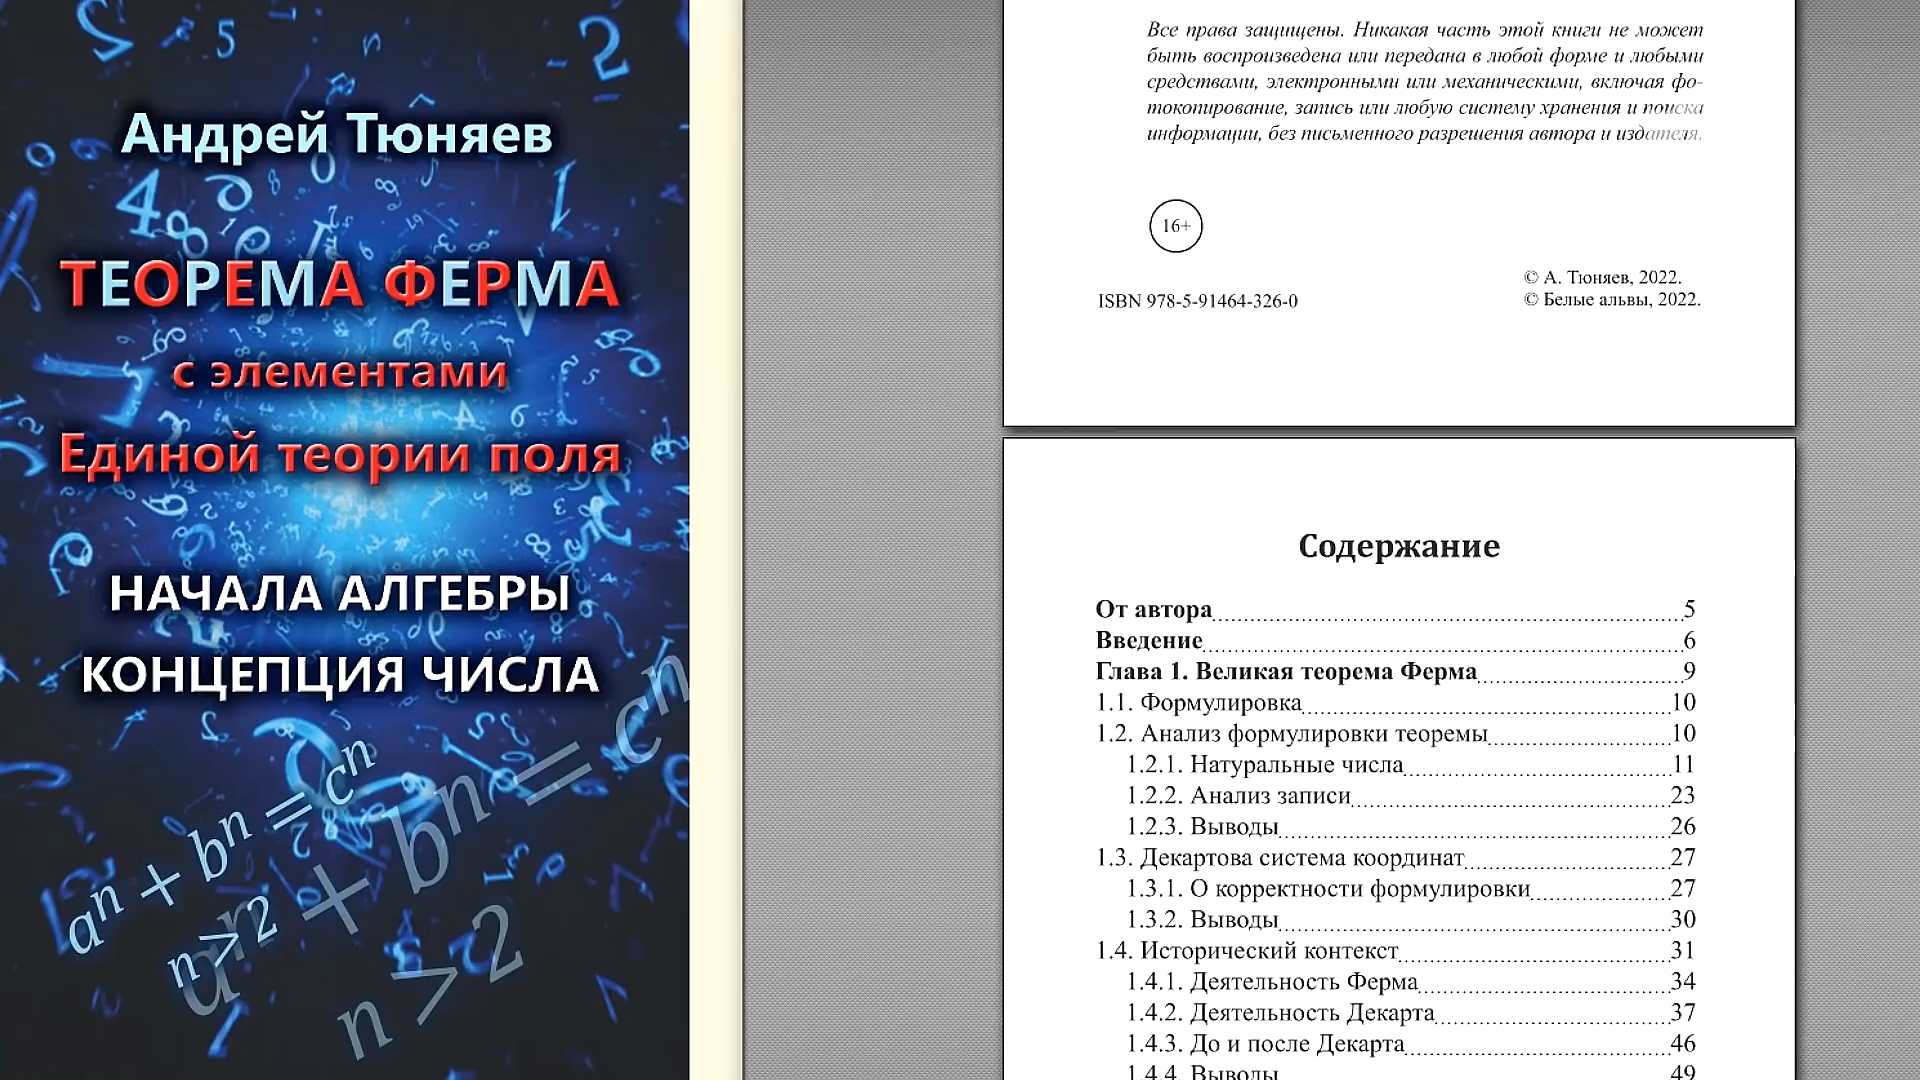 Андрей Тюняев
ТЕОРЕМА ФЕРМА
с элементами
Единой теории поля
НАЧАЛА АЛГЕБРЫ
КОНЦЕПЦИЯ ЧИСЛА
aⁿ + bⁿ = cⁿ
n > 2
aⁿ + bⁿ = cⁿ
n > 2
Все права защищены. Никакая часть этой книги не может
быть воспроизведена или передана в любой форме и любыми
средствами, электронными или механическими, включая фо-
токопирование, запись или любую систему хранения и поиска
информации, без письменного разрешения автора и издателя.
16+
© А. Тюняев, 2022.
ISBN 978-5-91464-326-0
© Белые альвы, 2022.
Содержание
От автора 5
Введение 6
Глава 1. Великая теорема Ферма 9
1.1. Формулировка 10
1.2. Анализ формулировки теоремы 10
1.2.1. Натуральные числа 11
1.2.2. Анализ записи 23
1.2.3. Выводы 26
1.3. Декартова система координат 27
1.3.1. О корректности формулировки 27
1.3.2. Выводы 30
1.4. Исторический контекст 31
1.4.1. Деятельность Ферма 34
1.4.2. Деятельность Декарта 37
1.4.3. До и после Декарта 46
1.4.4. Выводы 49